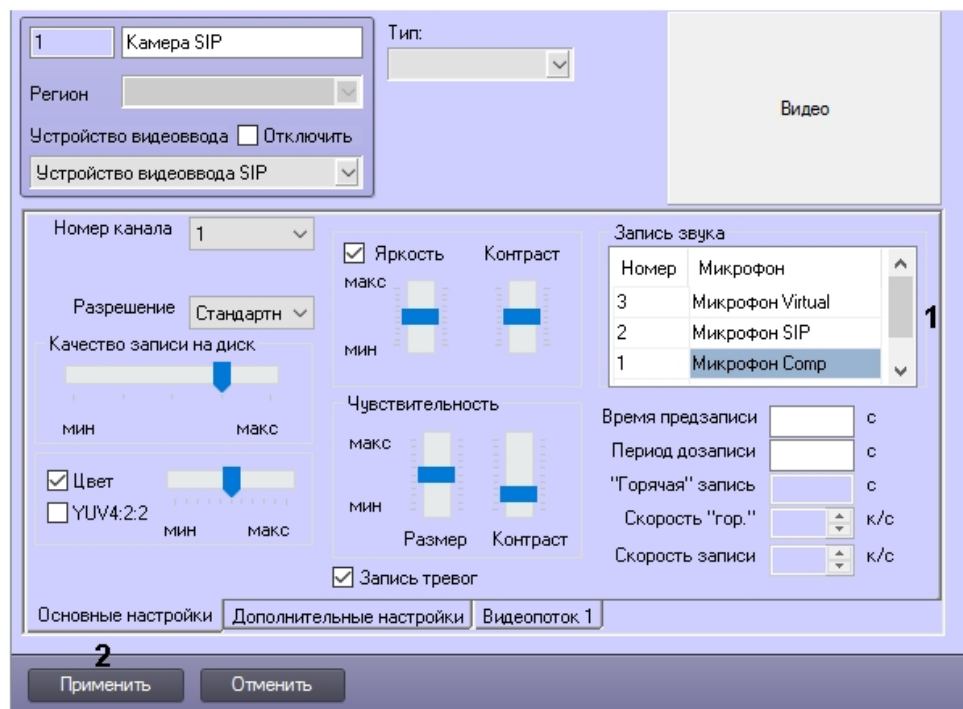 1
Камера SIP
Регион
Устройство видеоввода Отключить
Устройство видеоввода SIP
Тип:
Видео
Номер канала 1
Разрешение Стандартн
Качество записи на диск
мин макс
Цвет
YUV4:2:2
мин макс
Яркость Контраст
макс
мин
Чувствительность
макс
мин
Размер Контраст
Запись тревог
Запись звука
Номер Микрофон
3 Микрофон Virtual
2 Микрофон SIP
1 Микрофон Comp
1
Время предзаписи с
Период дозаписи с
"Горячая" запись с
Скорость "гор." к/с
Скорость записи к/с
Основные настройки Дополнительные настройки Видеопоток 1
2
Применить Отменить